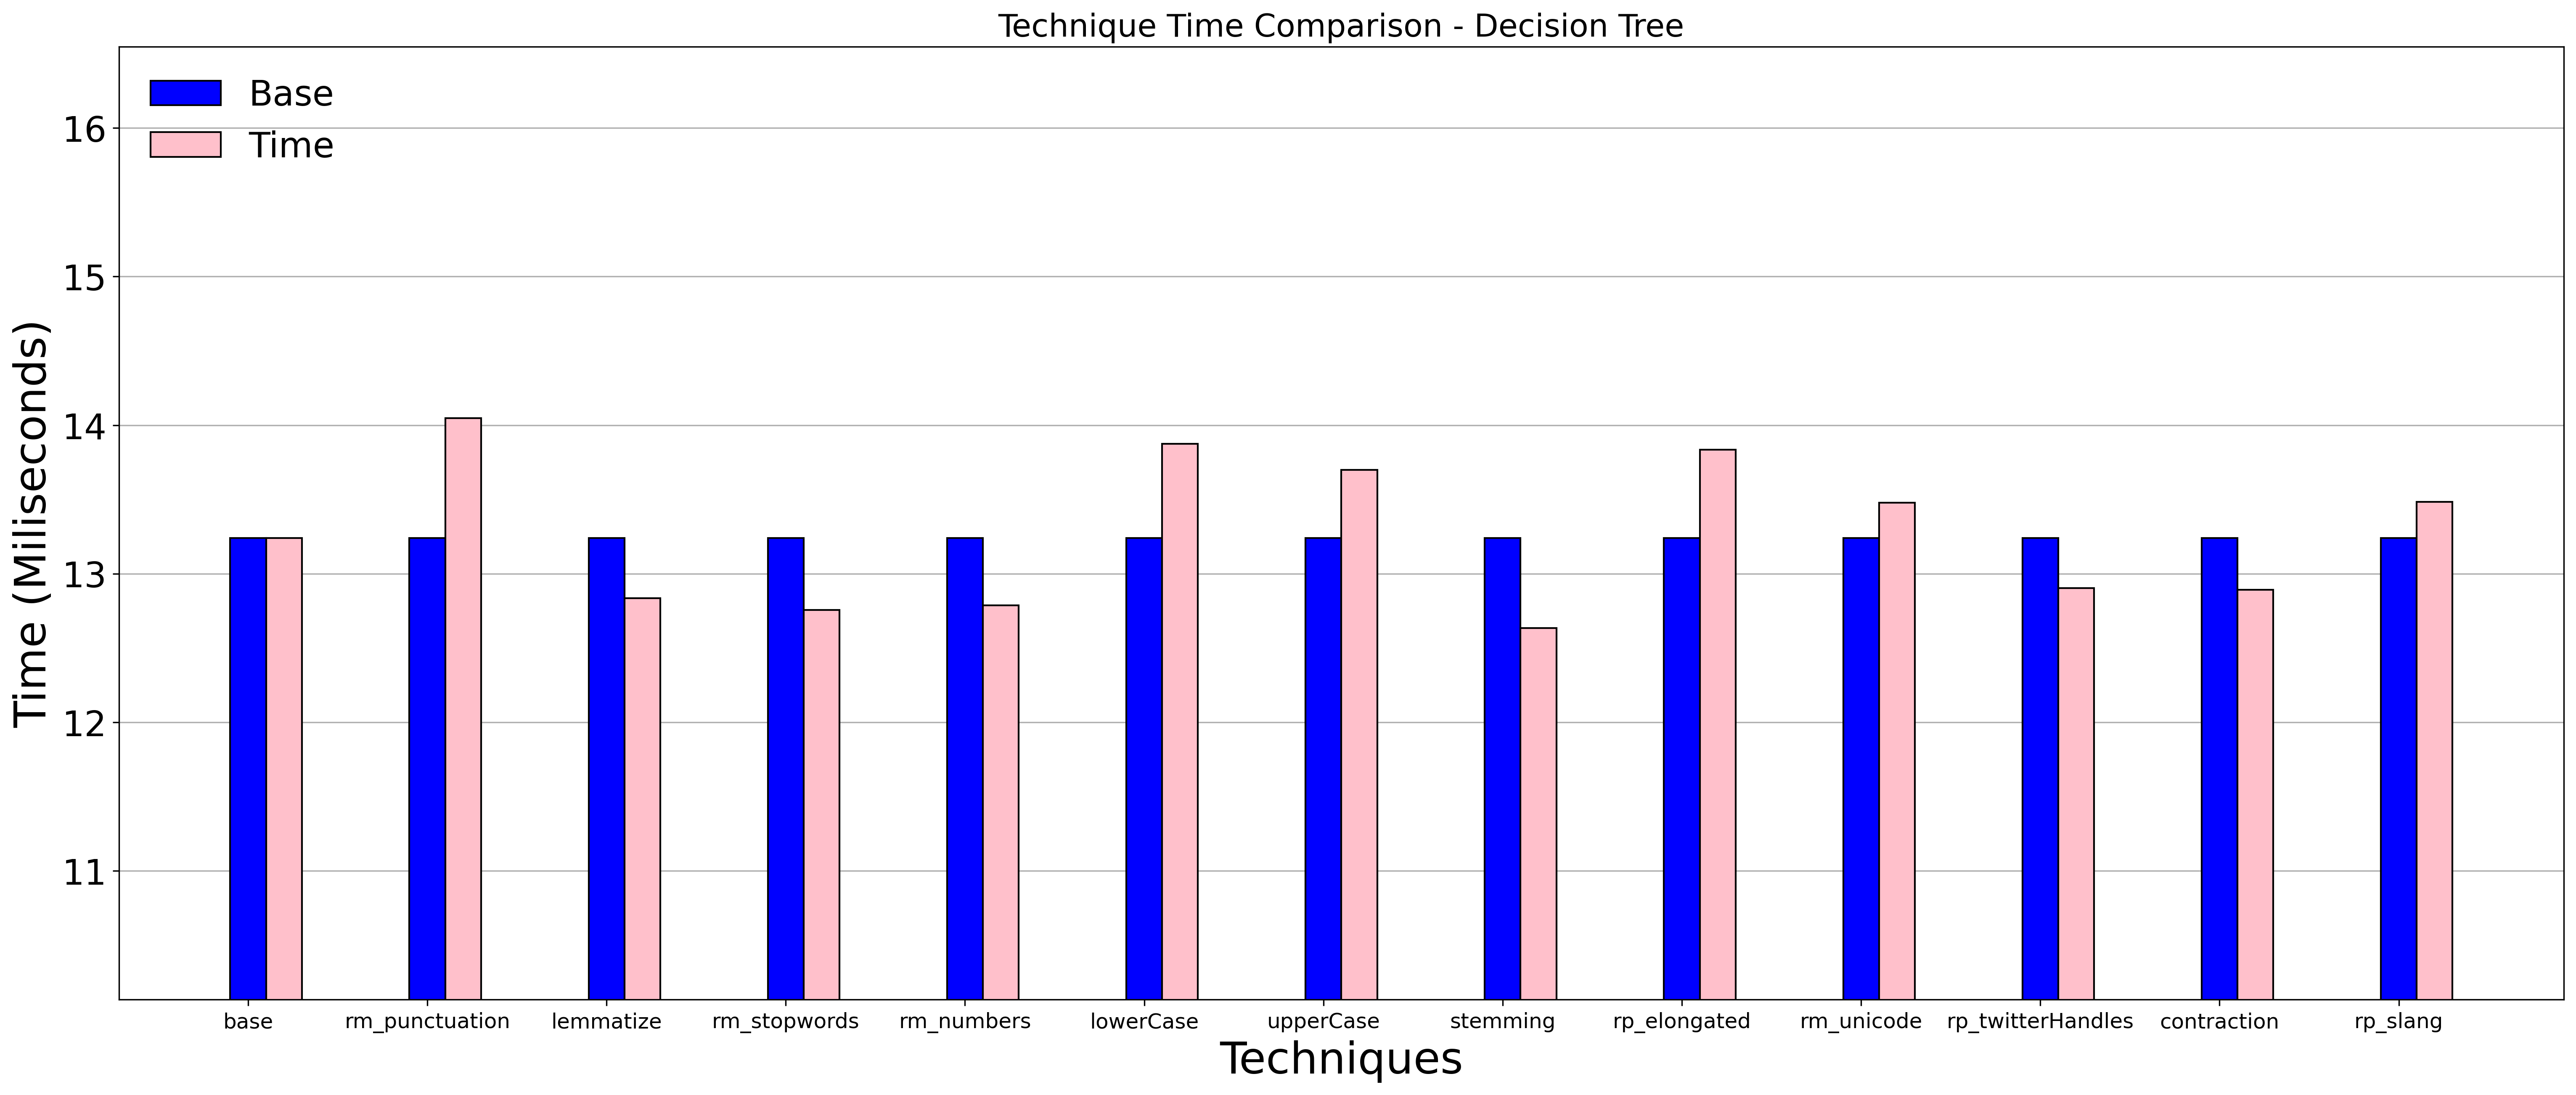 Technique Time Comparison - Decision Tree
Base
Time
16
15
14
13
12
11
Time (Miliseconds)
base rm_punctuation lemmatize rm_stopwords rm_numbers lowerCase upperCase stemming rp_elongated rm_unicode rp_twitterHandles contraction rp_slang
Techniques